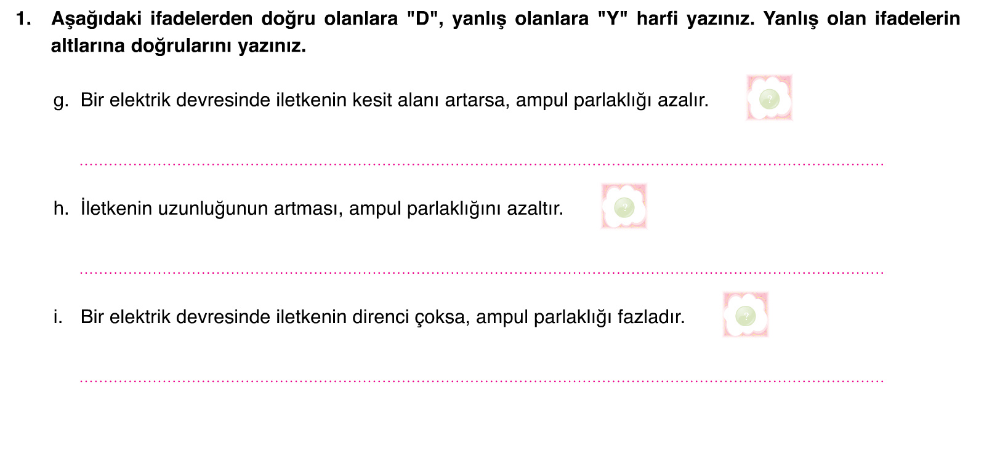 1. Aşağıdaki ifadelerden doğru olanlara "D", yanlış olanlara "Y" harfi yazınız. Yanlış olan ifadelerin
altlarına doğrularını yazınız.
g. Bir elektrik devresinde iletkenin kesit alanı artarsa, ampul parlaklığı azalır. ?
h. İletkenin uzunluğunun artması, ampul parlaklığını azaltır. ?
i. Bir elektrik devresinde iletkenin direnci çoksa, ampul parlaklığı fazladır. ?